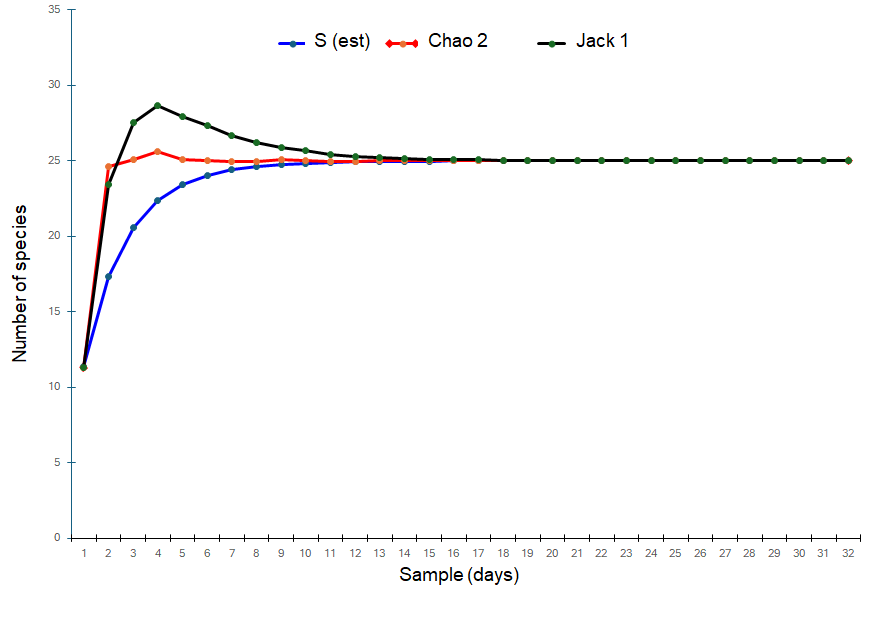 35
S (est) Chao 2 Jack 1
30
25
20
Number of species
15
10
5
0
1 2 3 4 5 6 7 8 9 10 11 12 13 14 15 16 17 18 19 20 21 22 23 24 25 26 27 28 29 30 31 32
Sample (days)